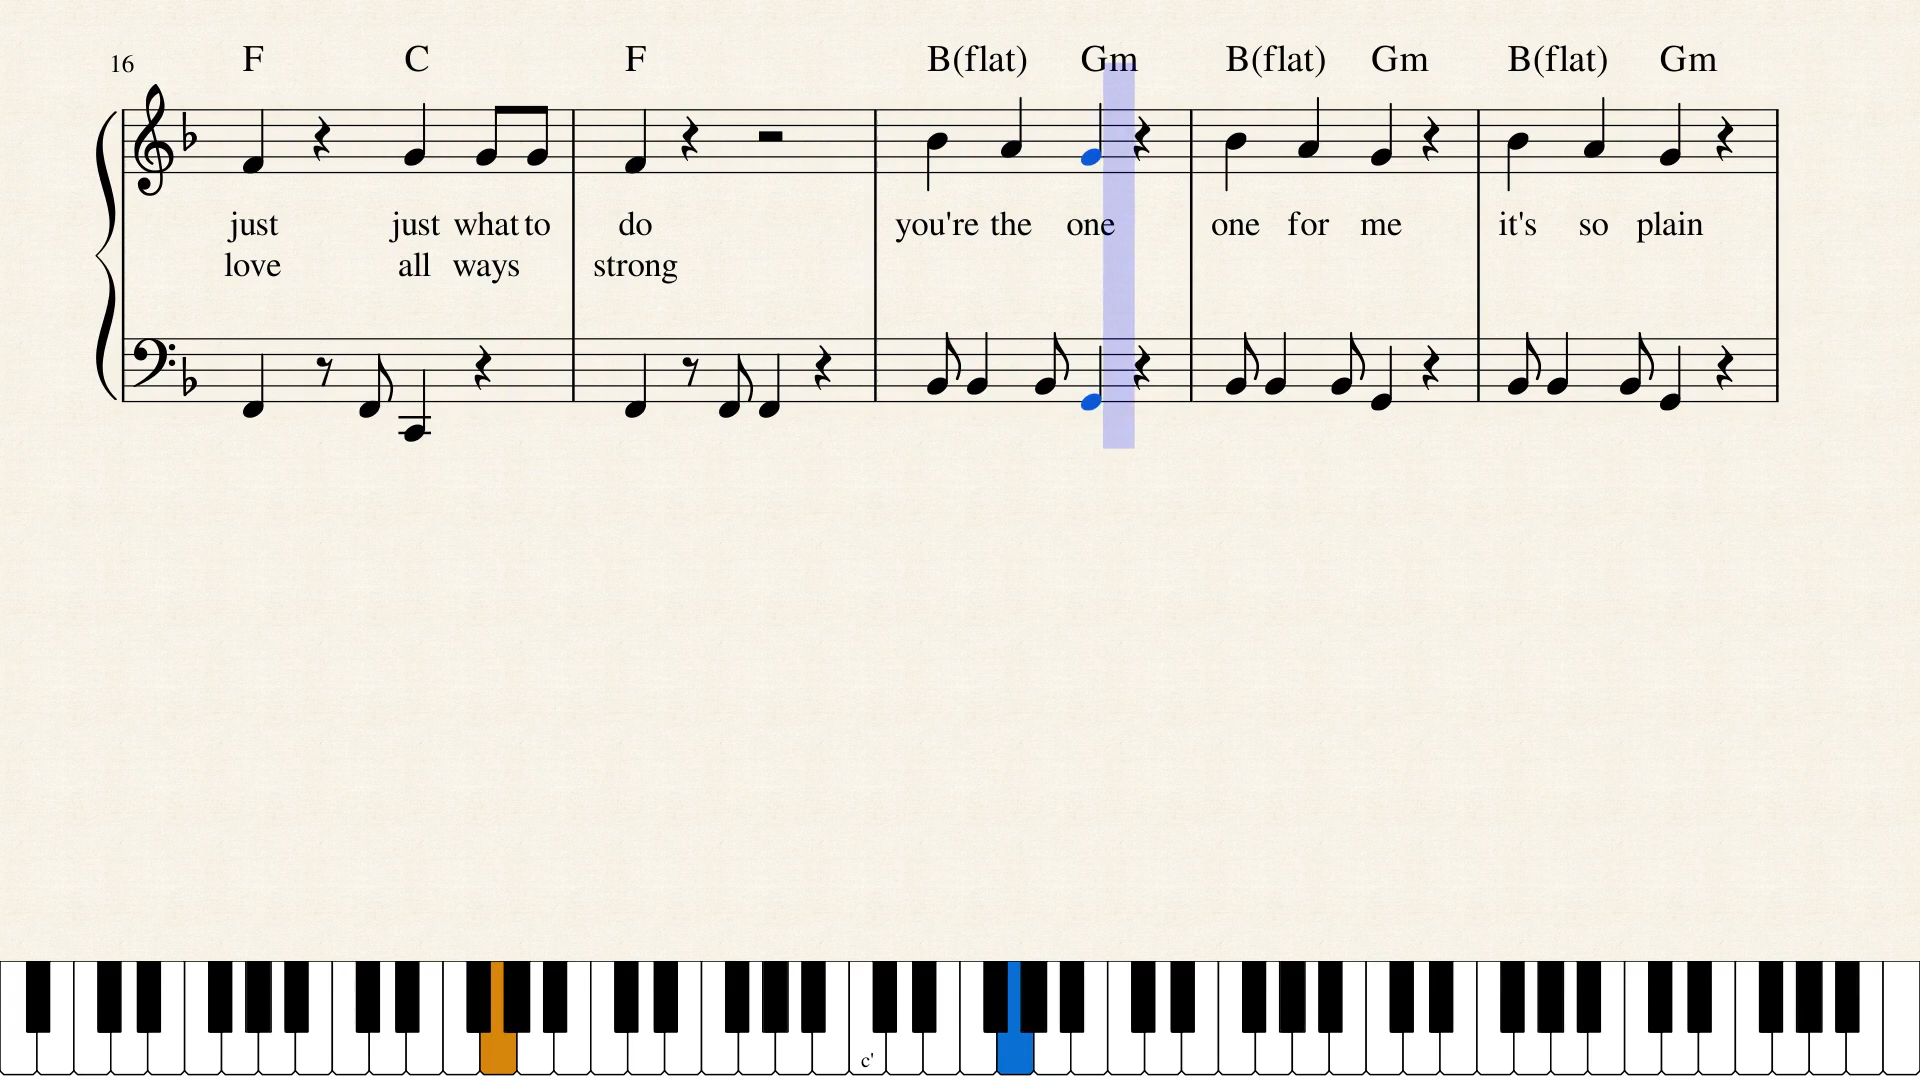 F C F B(flat) Gm B(flat) Gm B(flat) Gm
16
just just what to do you're the one one for me it's so plain
love all ways strong
c'